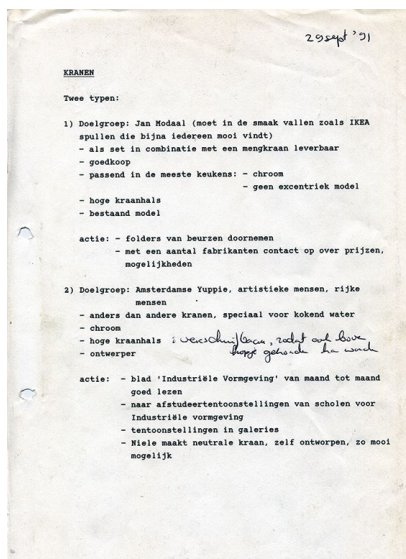 29 sept '91
KRANEN
Twee typen:
1) Doelgroep: Jan Modaal (moet in de smaak vallen zoals IKEA
spullen die bijna iedereen mooi vindt)
- als set in combinatie met een mengkraan leverbaar
- goedkoop
- passend in de meeste keukens: - chroom
- geen excentriek model
- hoge kraanhals
- bestaand model
actie: - folders van beurzen doornemen
- met een aantal fabrikanten contact op over prijzen,
mogelijkheden
2) Doelgroep: Amsterdamse Yuppie, artistieke mensen, rijke
mensen
- anders dan andere kranen, speciaal voor kokend water
- chroom
- hoge kraanhals : verschuifbaar, zodat ook
- ontwerper
actie: - blad 'Industriële Vormgeving' van maand tot maand
goed lezen
- naar afstudeertentoonstellingen van scholen voor
Industriële vormgeving
- tentoonstellingen in galeries
- Niele maakt neutrale kraan, zelf ontworpen, zo mooi
mogelijk